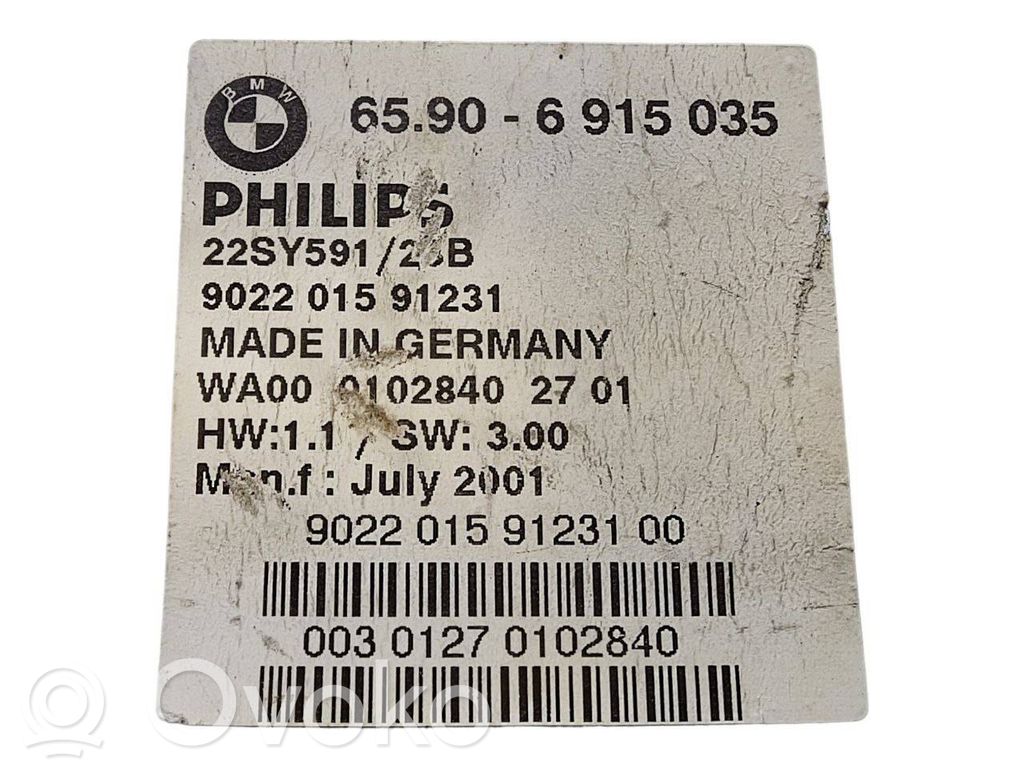 BMW
65.90 - 6 915 035
PHILIPS
22SY591/
9022 015 91231
MADE IN GERMANY
WA00 0102840 27 01
HW:1.1 / SW: 3.00
Man.f : July 2001
9022 015 91231 00
003 0127 0102840
Ovoko